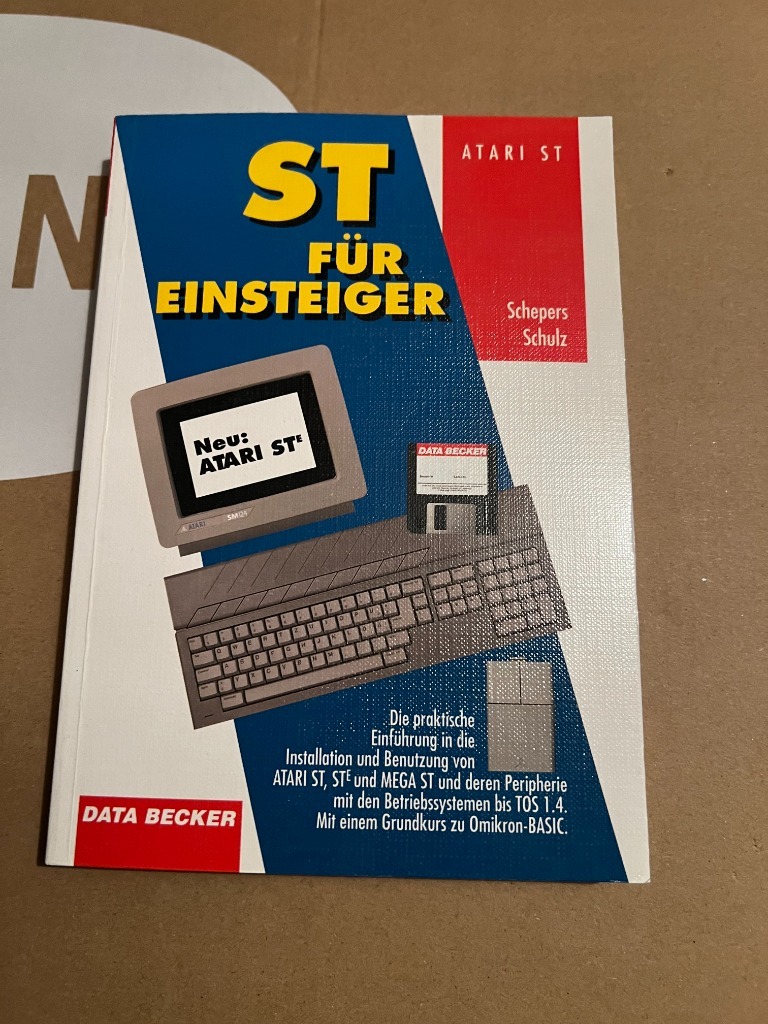 N
ST
FÜR
EINSTEIGER
ATARI ST
Schepers
Schulz
Neu:
ATARI STE
DATA BECKER
ATARI
SM124
Die praktische
Einführung in die
Installation und Benutzung von
ATARI ST, STE und MEGA ST und deren Peripherie
mit den Betriebssystemen bis TOS 1.4.
Mit einem Grundkurs zu Omikron-BASIC.
DATA BECKER